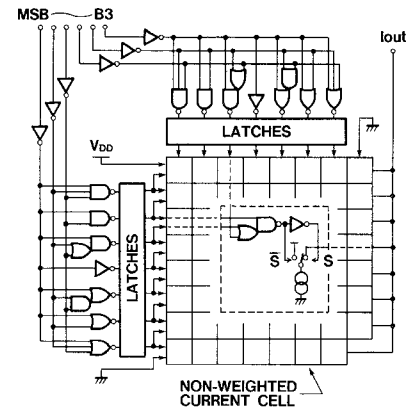 MSB B3
Iout
LATCHES
VDD
LATCHES
S̅ S
NON-WEIGHTED
CURRENT CELL